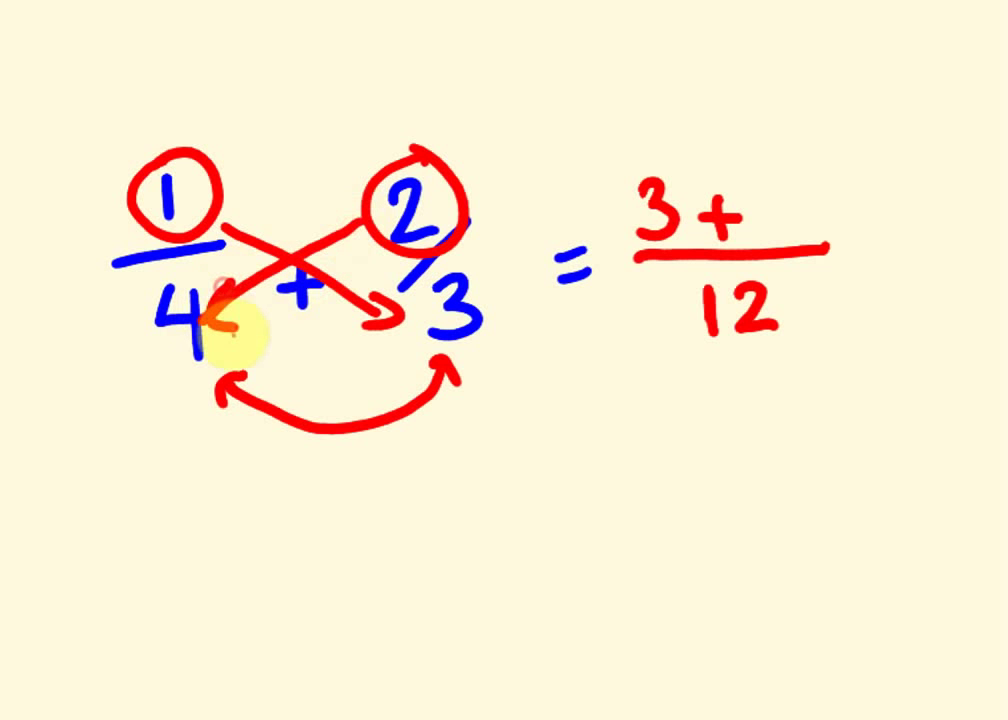 1/4 + 2/3 = 3 +/12